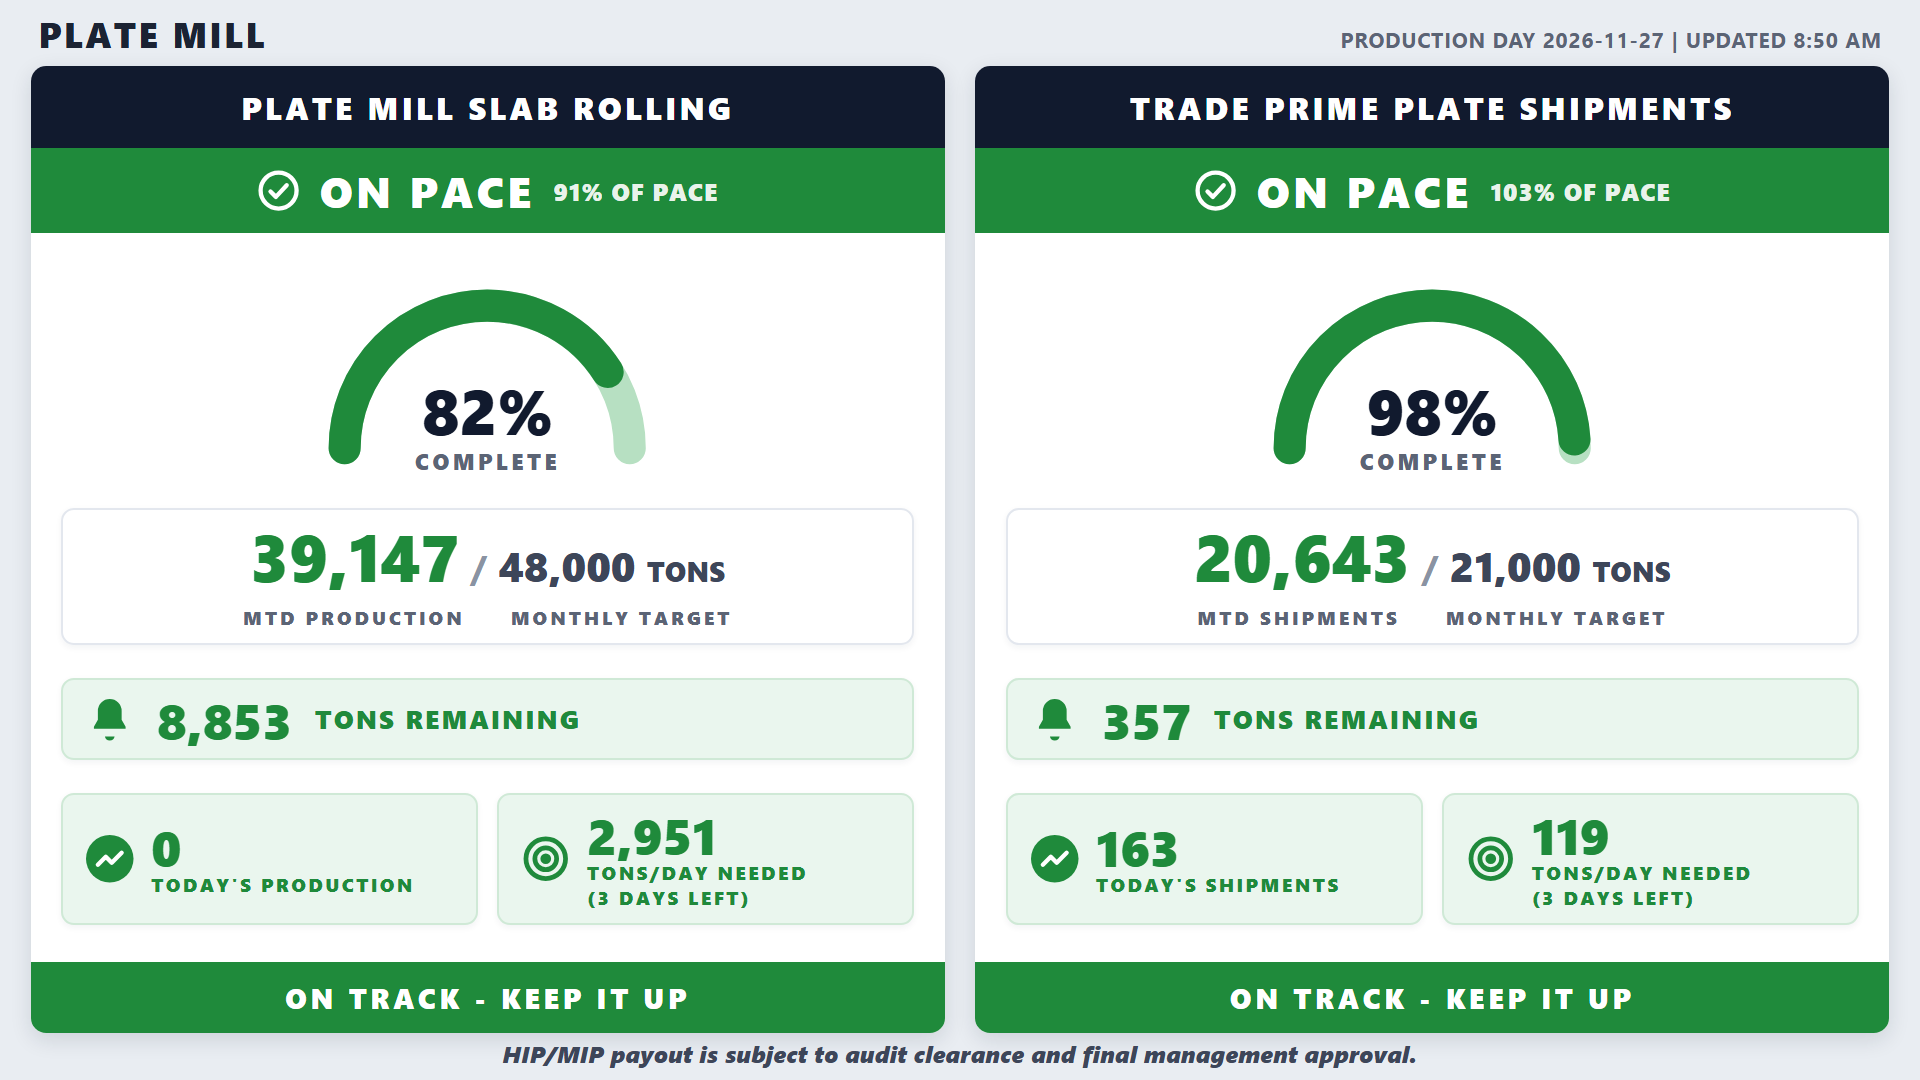 PLATE MILL
PRODUCTION DAY 2026-11-27 | UPDATED 8:50 AM
PLATE MILL SLAB ROLLING
ON PACE 91% OF PACE
82%
COMPLETE
39,147 / 48,000 TONS
MTD PRODUCTION MONTHLY TARGET
8,853 TONS REMAINING
0
TODAY'S PRODUCTION
2,951
TONS/DAY NEEDED
(3 DAYS LEFT)
ON TRACK - KEEP IT UP
TRADE PRIME PLATE SHIPMENTS
ON PACE 103% OF PACE
98%
COMPLETE
20,643 / 21,000 TONS
MTD SHIPMENTS MONTHLY TARGET
357 TONS REMAINING
163
TODAY'S SHIPMENTS
119
TONS/DAY NEEDED
(3 DAYS LEFT)
ON TRACK - KEEP IT UP
HIP/MIP payout is subject to audit clearance and final management approval.